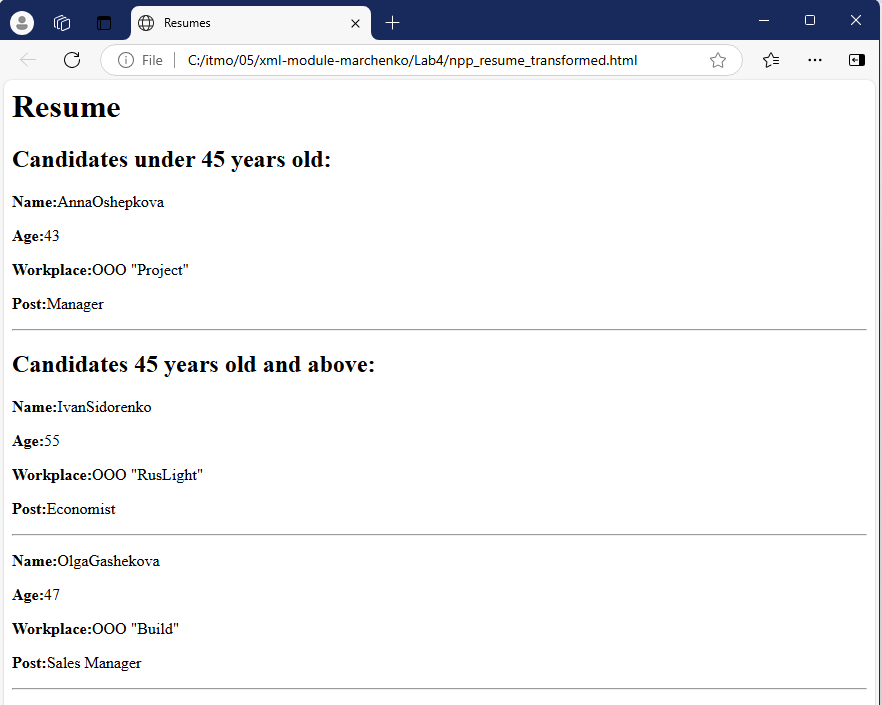 Resumes
File
C:/itmo/05/xml-module-marchenko/Lab4/npp_resume_transformed.html
Resume
Candidates under 45 years old:
Name:AnnaOshepkova
Age:43
Workplace:OOO "Project"
Post:Manager
Candidates 45 years old and above:
Name:IvanSidorenko
Age:55
Workplace:OOO "RusLight"
Post:Economist
Name:OlgaGashekova
Age:47
Workplace:OOO "Build"
Post:Sales Manager